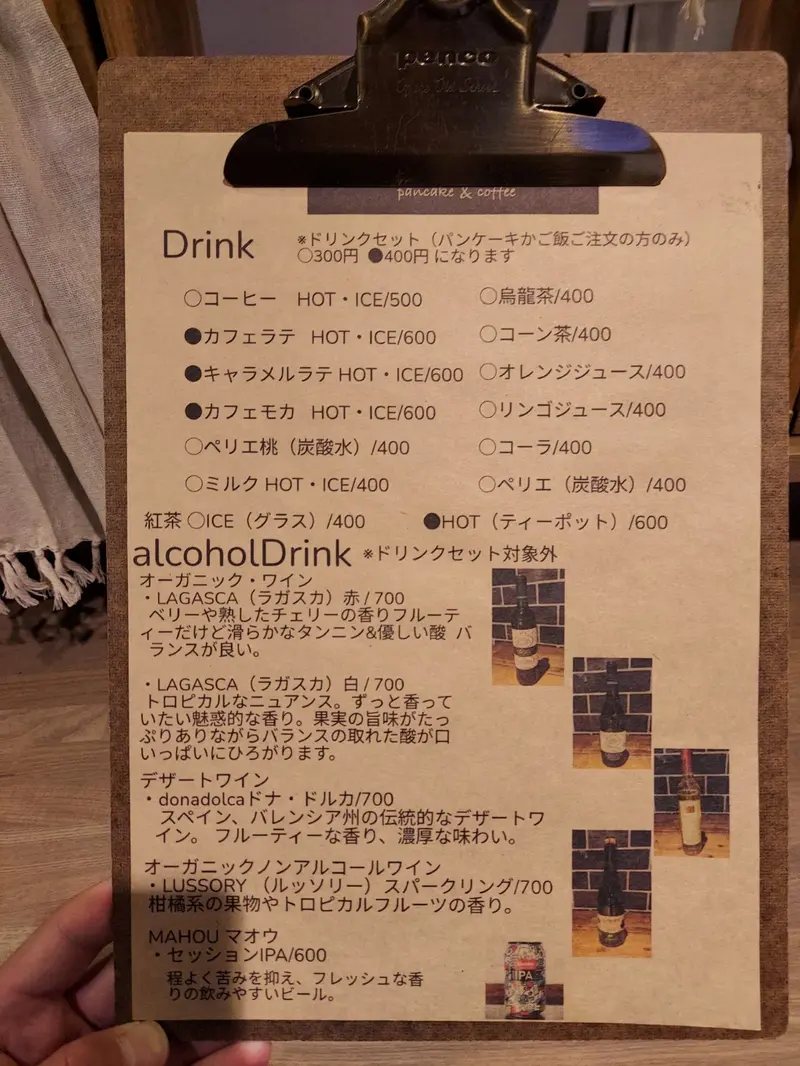 penco
pancake & coffee
Drink
※ドリンクセット（パンケーキかご飯ご注文の方のみ）
○300円 ●400円 になります
○コーヒー HOT・ICE/500
●カフェラテ HOT・ICE/600
●キャラメルラテ HOT・ICE/600
●カフェモカ HOT・ICE/600
○ペリエ桃（炭酸水）/400
○ミルク HOT・ICE/400
○烏龍茶/400
○コーン茶/400
○オレンジジュース/400
○リンゴジュース/400
○コーラ/400
○ペリエ（炭酸水）/400
紅茶 ○ICE（グラス）/400 ●HOT（ティーポット）/600
alcoholDrink ※ドリンクセット対象外
オーガニック・ワイン
・LAGASCA（ラガスカ）赤 / 700
ベリーや熟したチェリーの香りフルーテ
ィーだけど滑らかなタンニン&優しい酸 バ
ランスが良い。
・LAGASCA（ラガスカ）白 / 700
トロピカルなニュアンス。ずっと香って
いたい魅惑的な香り。果実の旨味がたっ
ぷりありながらバランスの取れた酸が口
いっぱいにひろがります。
デザートワイン
・donadolcaドナ・ドルカ/700
スペイン、バレンシア州の伝統的なデザートワ
イン。 フルーティーな香り、濃厚な味わい。
オーガニックノンアルコールワイン
・LUSSORY （ルッソリー）スパークリング/700
柑橘系の果物やトロピカルフルーツの香り。
MAHOU マオウ
・セッションIPA/600
程よく苦みを抑え、フレッシュな香
りの飲みやすいビール。
IPA